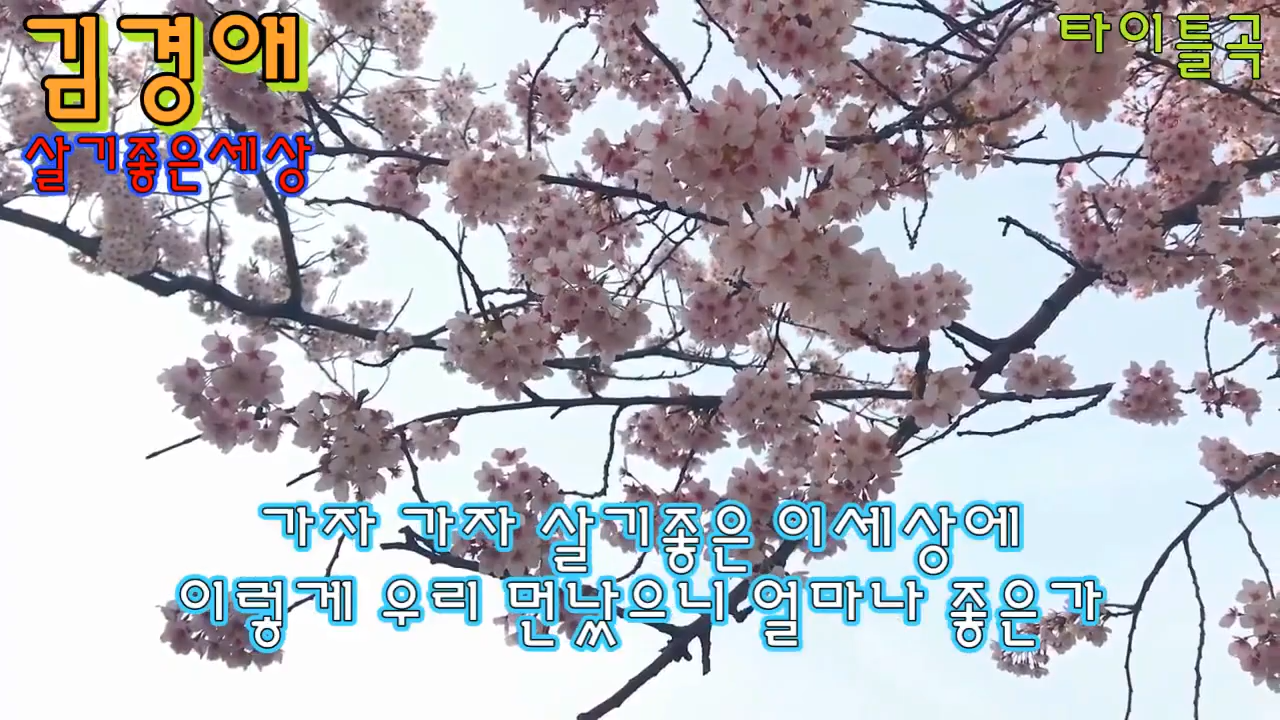 김경애
타이틀곡
살기좋은세상
가자 가자 살기좋은 이세상에
이렇게 우리 먼났으니 얼마나 좋은가